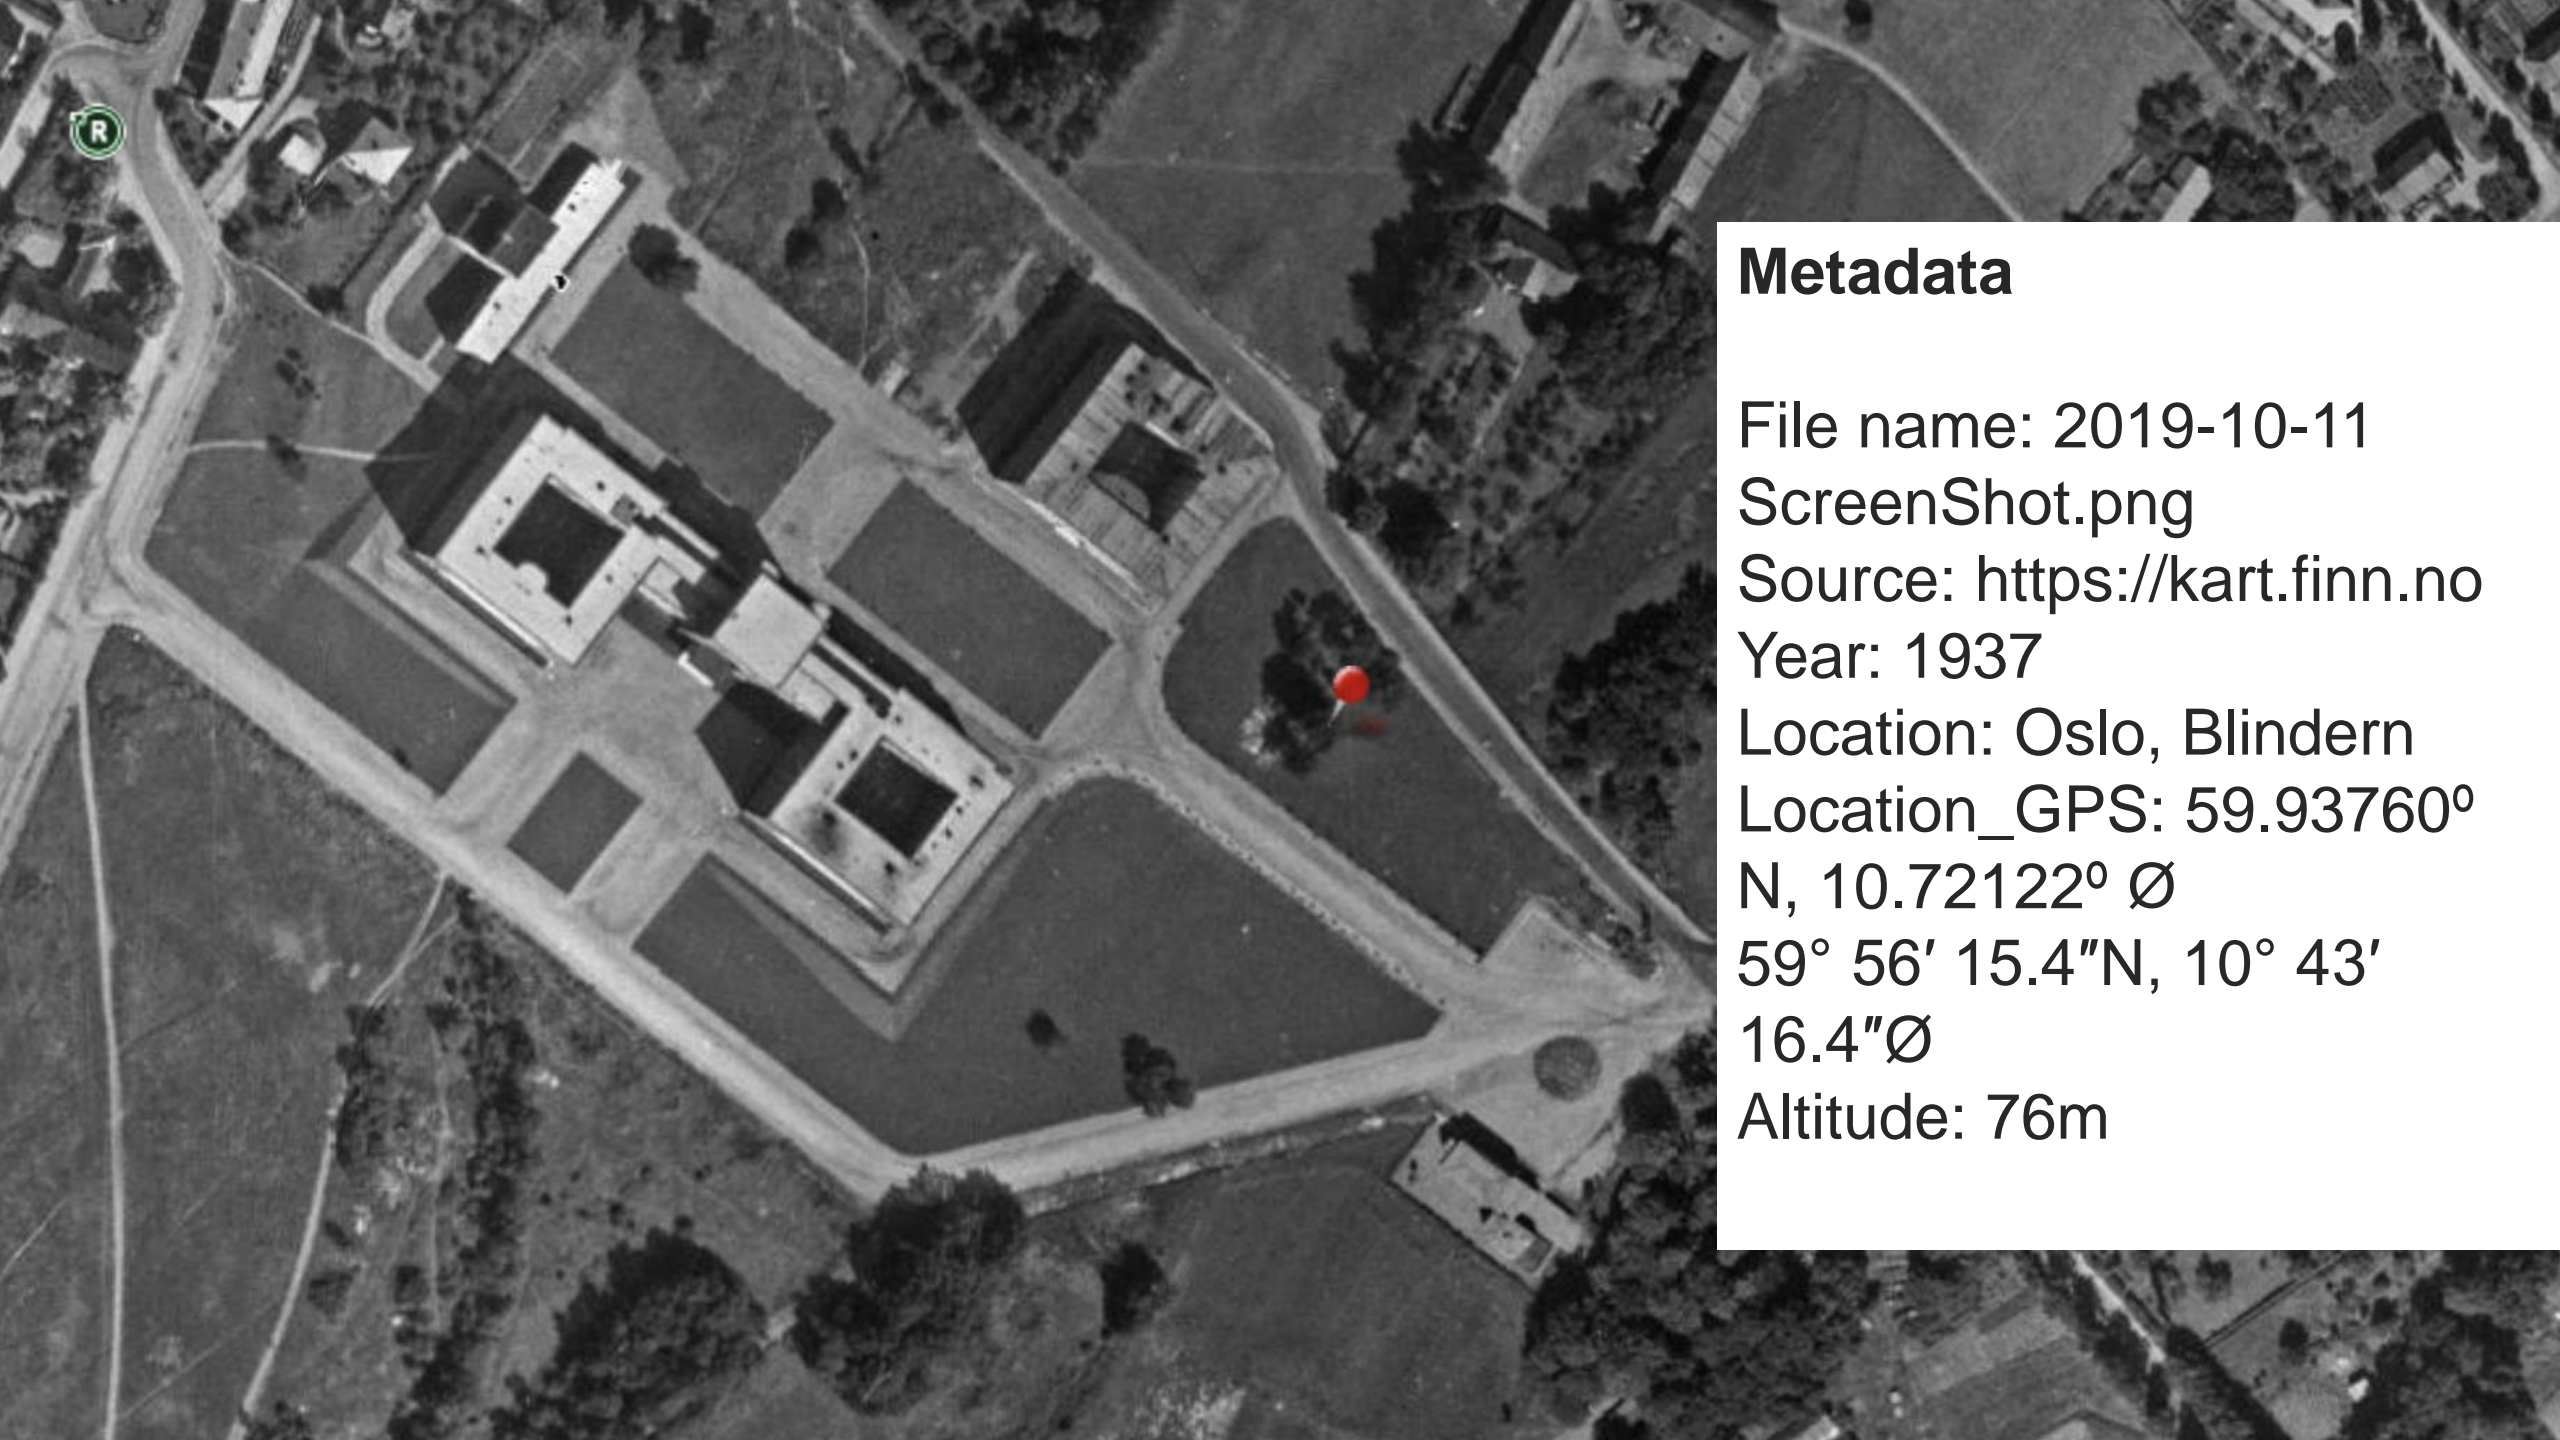 R
Metadata
File name: 2019-10-11
ScreenShot.png
Source: https://kart.finn.no
Year: 1937
Location: Oslo, Blindern
Location_GPS: 59.93760º
N, 10.72122º Ø
59° 56′ 15.4″N, 10° 43′
16.4″Ø
Altitude: 76m